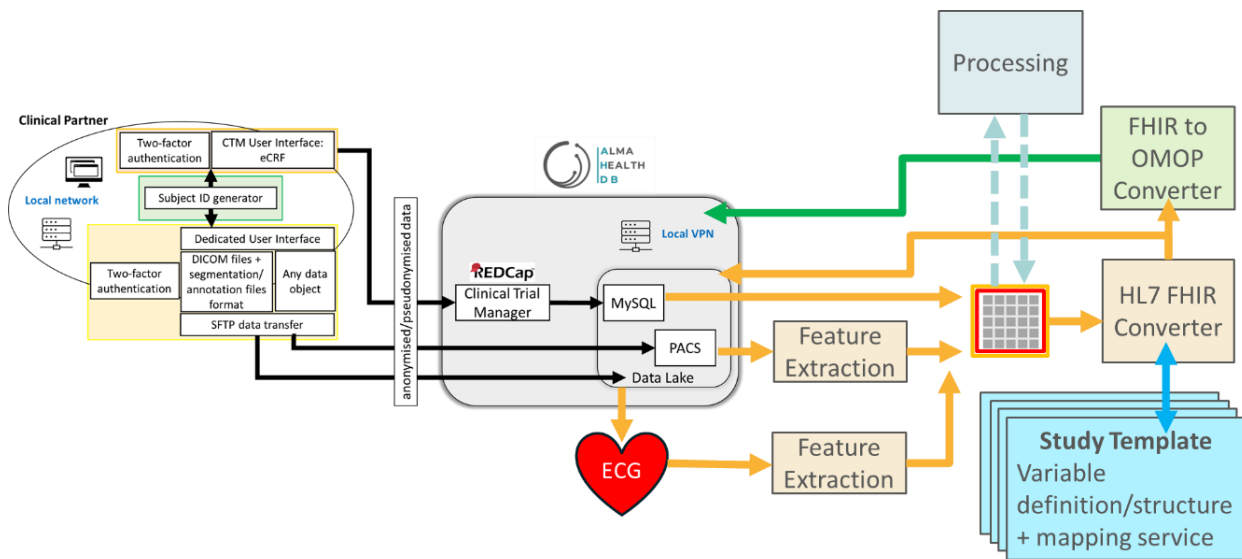 Clinical Partner
Two-factor
authentication
CTM User Interface:
eCRF
Local network
Subject ID generator
Dedicated User Interface
Two-factor
authentication
DICOM files +
segmentation/
annotation files
format
Any data
object
SFTP data transfer
anonymised/pseudonymised data
ALMA
HEALTH
DB
Local VPN
REDCap
Clinical Trial
Manager
MySQL
PACS
Data Lake
ECG
Feature
Extraction
Feature
Extraction
Processing
FHIR to
OMOP
Converter
HL7 FHIR
Converter
Study Template
Variable
definition/structure
+ mapping service